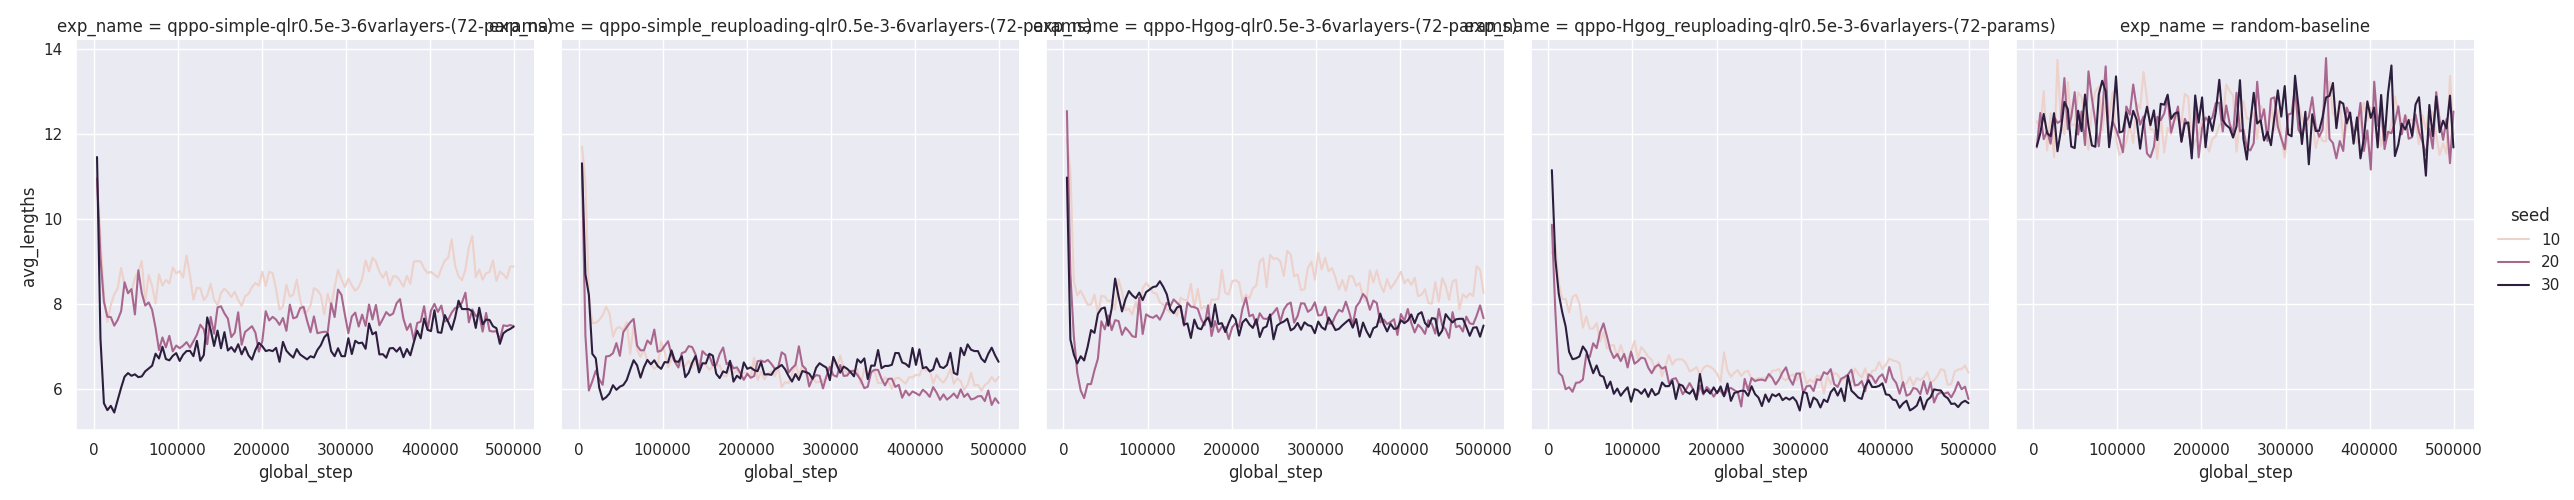 exp_name = qppo-simple-qlr0.5e-3-6varlayers-(72-params)
exp_name = qppo-simple_reuploading-qlr0.5e-3-6varlayers-(72-params)
exp_name = qppo-Hgog-qlr0.5e-3-6varlayers-(72-params)
exp_name = qppo-Hgog_reuploading-qlr0.5e-3-6varlayers-(72-params)
exp_name = random-baseline
14
12
10
8
6
avg_lengths
0 100000 200000 300000 400000 500000
global_step
0 100000 200000 300000 400000 500000
global_step
0 100000 200000 300000 400000 500000
global_step
0 100000 200000 300000 400000 500000
global_step
0 100000 200000 300000 400000 500000
global_step
seed
10
20
30